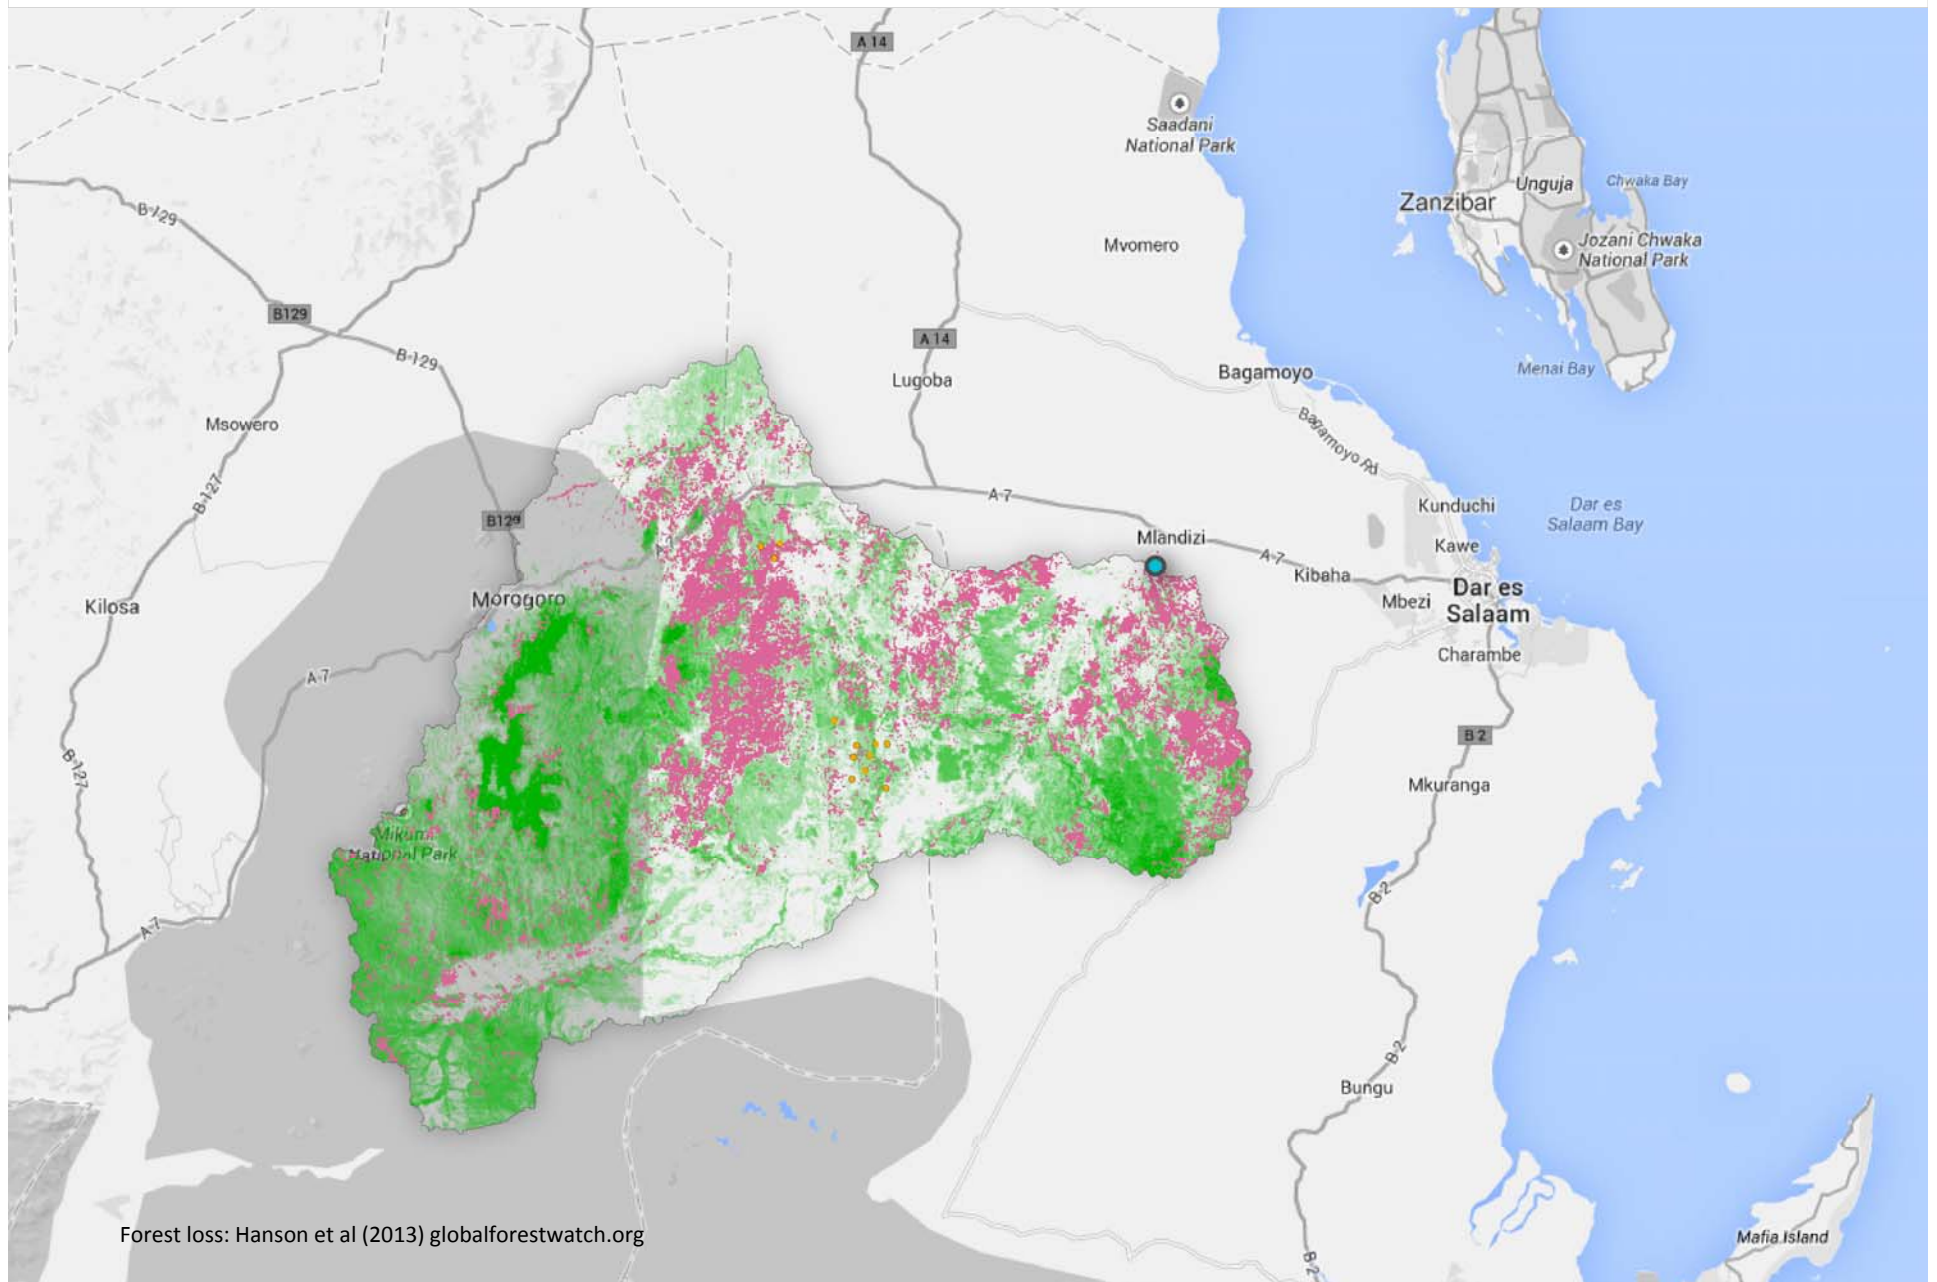 A 14
Saadani
National Park
Unguja
Chwaka Bay
Zanzibar
B-129
Mvomero
Jozani Chwaka
National Park
B129
A 14
B-129
Lugoba
Bagamoyo
Menai Bay
Msowero
Bagamoyo Rd
B-127
A-7
Kunduchi
Dar es
Salaam Bay
B129
Mlandizi
Kawe
A-7
Kibaha
Dar es
Salaam
Kilosa
Morogoro
Mbezi
Charambe
A-7
B 2
B-127
Mkuranga
Mikumi
National Park
B-2
A-7
B-2
Bungu
Forest loss: Hanson et al (2013) globalforestwatch.org
Mafia Island
B-2